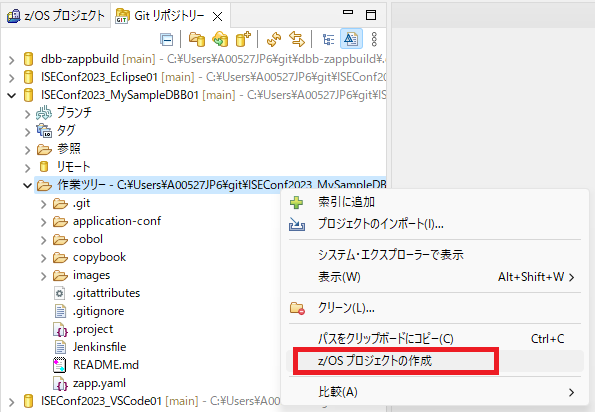 z/OS プロジェクト
Git リポジトリー
dbb-zappbuild [main] - C:¥Users¥A00527JP6¥git¥dbb-zappbuild¥.
ISEConf2023_Eclipse01 [main] - C:¥Users¥A00527JP6¥git¥ISEConf
ISEConf2023_MySampleDBB01 [main] - C:¥Users¥A00527JP6¥git¥I
ブランチ
タグ
参照
リモート
作業ツリー - C:¥Users¥A00527JP6¥git¥ISEConf2023_MySampleDB
.git
application-conf
cobol
copybook
images
.gitattributes
.gitignore
.project
Jenkinsfile
README.md
zapp.yaml
ISEConf2023_VSCode01 [main] - C:¥Users¥A00527JP6¥git¥ISECon
索引に追加
プロジェクトのインポート(I)...
システム・エクスプローラーで表示
表示(W) Alt+Shift+W
クリーン(L)...
パスをクリップボードにコピー(C) Ctrl+C
z/OS プロジェクトの作成
比較(A)